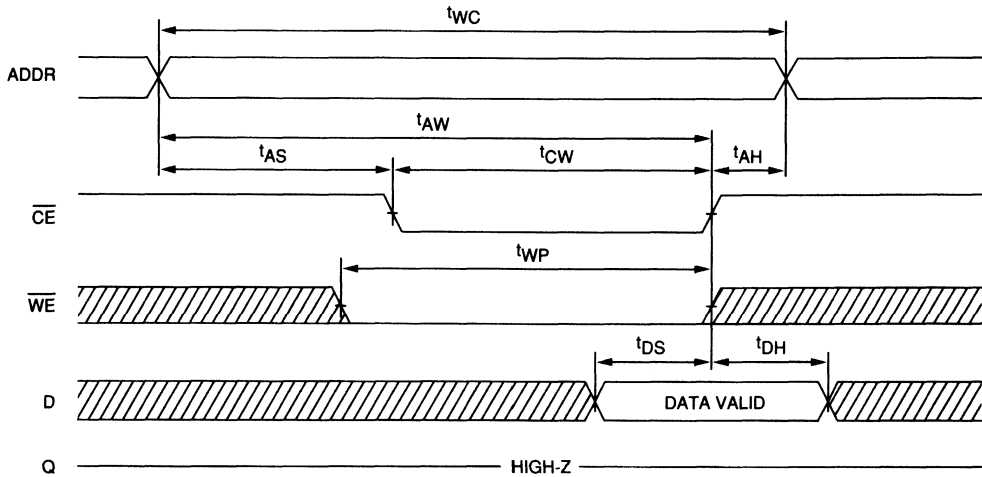 tWC
ADDR
tAW
tAS tCW tAH
CE
tWP
WE
tDS tDH
D DATA VALID
Q HIGH-Z